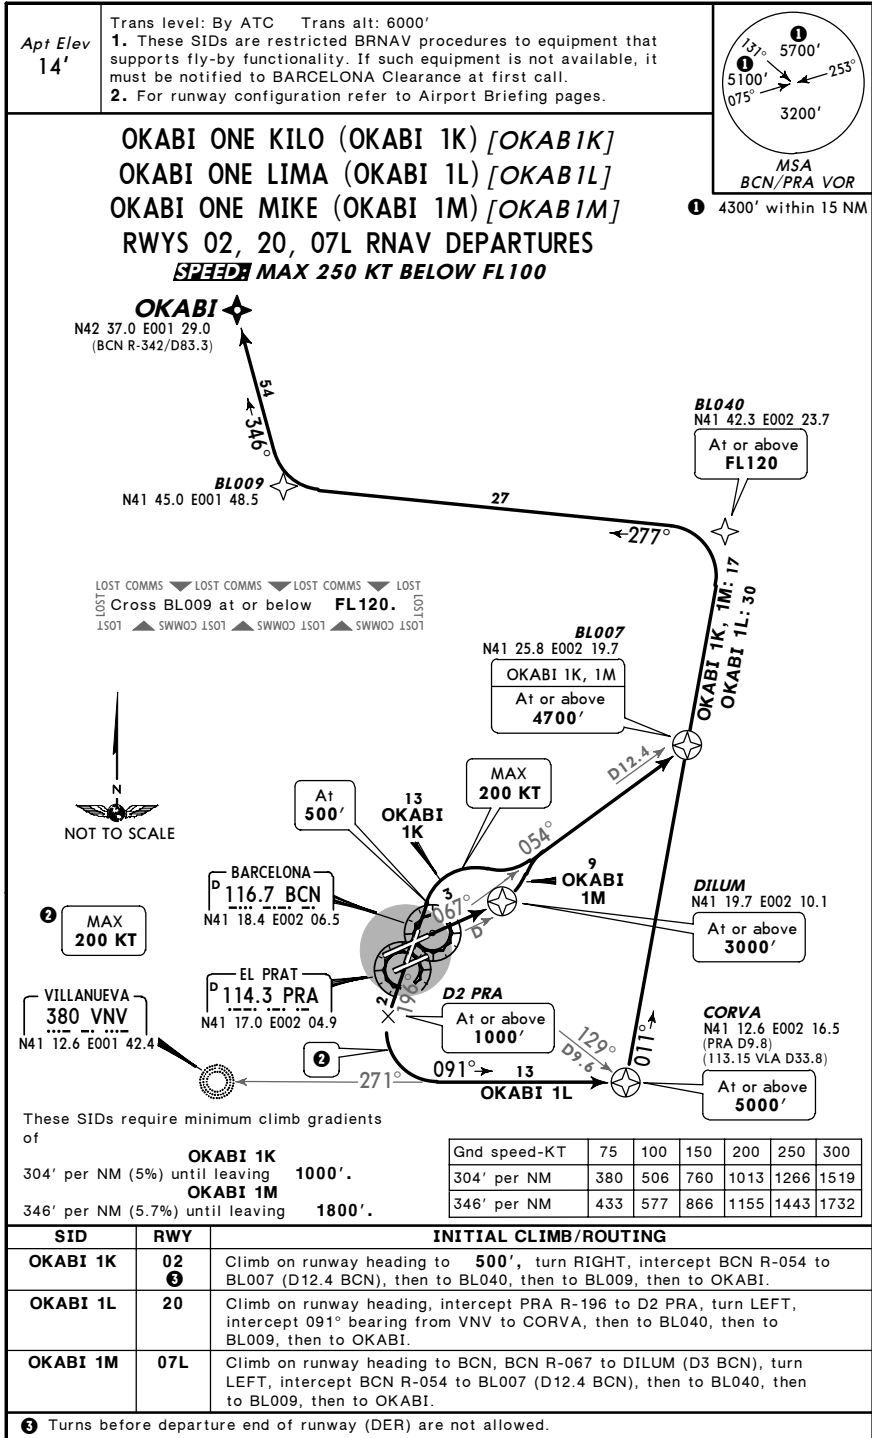 Apt Elev
14'
Trans level: By ATC Trans alt: 6000'
1. These SIDs are restricted BRNAV procedures to equipment that
supports fly-by functionality. If such equipment is not available, it
must be notified to BARCELONA Clearance at first call.
2. For runway configuration refer to Airport Briefing pages.
131°
❶
5700'
❶
5100'
253°
075°
3200'
MSA
BCN/PRA VOR
❶ 4300' within 15 NM
OKABI ONE KILO (OKABI 1K) [OKAB1K]
OKABI ONE LIMA (OKABI 1L) [OKAB1L]
OKABI ONE MIKE (OKABI 1M) [OKAB1M]
RWYS 02, 20, 07L RNAV DEPARTURES
SPEED: MAX 250 KT BELOW FL100
OKABI
N42 37.0 E001 29.0
(BCN R-342/D83.3)
54
346°
BL009
N41 45.0 E001 48.5
27
277°
BL040
N41 42.3 E002 23.7
At or above
FL120
OKABI 1K, 1M: 17
OKABI 1L: 30
LOST COMMS LOST COMMS LOST COMMS LOST
LOST
Cross BL009 at or below FL120.
LOST
LOST COMMS LOST COMMS LOST COMMS LOST
BL007
N41 25.8 E002 19.7
OKABI 1K, 1M
At or above
4700'
D12.4
N
NOT TO SCALE
At
500'
13
OKABI
1K
MAX
200 KT
054°
9
OKABI
1M
BARCELONA
D 116.7 BCN
N41 18.4 E002 06.5
3
067°
D
DILUM
N41 19.7 E002 10.1
At or above
3000'
❷
MAX
200 KT
EL PRAT
D 114.3 PRA
N41 17.0 E002 04.9
2
196°
D2 PRA
At or above
1000'
VILLANUEVA
380 VNV
N41 12.6 E001 42.4
❷
271°
091°
13
OKABI 1L
129°
D9.6
011°
CORVA
N41 12.6 E002 16.5
(PRA D9.8)
(113.15 VLA D33.8)
At or above
5000'
These SIDs require minimum climb gradients
of
OKABI 1K
304' per NM (5%) until leaving 1000'.
OKABI 1M
346' per NM (5.7%) until leaving 1800'.
Gnd speed-KT 75 100 150 200 250 300
304' per NM 380 506 760 1013 1266 1519
346' per NM 433 577 866 1155 1443 1732
SID RWY INITIAL CLIMB/ROUTING
OKABI 1K 02 ❸ Climb on runway heading to 500', turn RIGHT, intercept BCN R-054 to
BL007 (D12.4 BCN), then to BL040, then to BL009, then to OKABI.
OKABI 1L 20 Climb on runway heading, intercept PRA R-196 to D2 PRA, turn LEFT,
intercept 091° bearing from VNV to CORVA, then to BL040, then to
BL009, then to OKABI.
OKABI 1M 07L Climb on runway heading to BCN, BCN R-067 to DILUM (D3 BCN), turn
LEFT, intercept BCN R-054 to BL007 (D12.4 BCN), then to BL040, then
to BL009, then to OKABI.
❸ Turns before departure end of runway (DER) are not allowed.